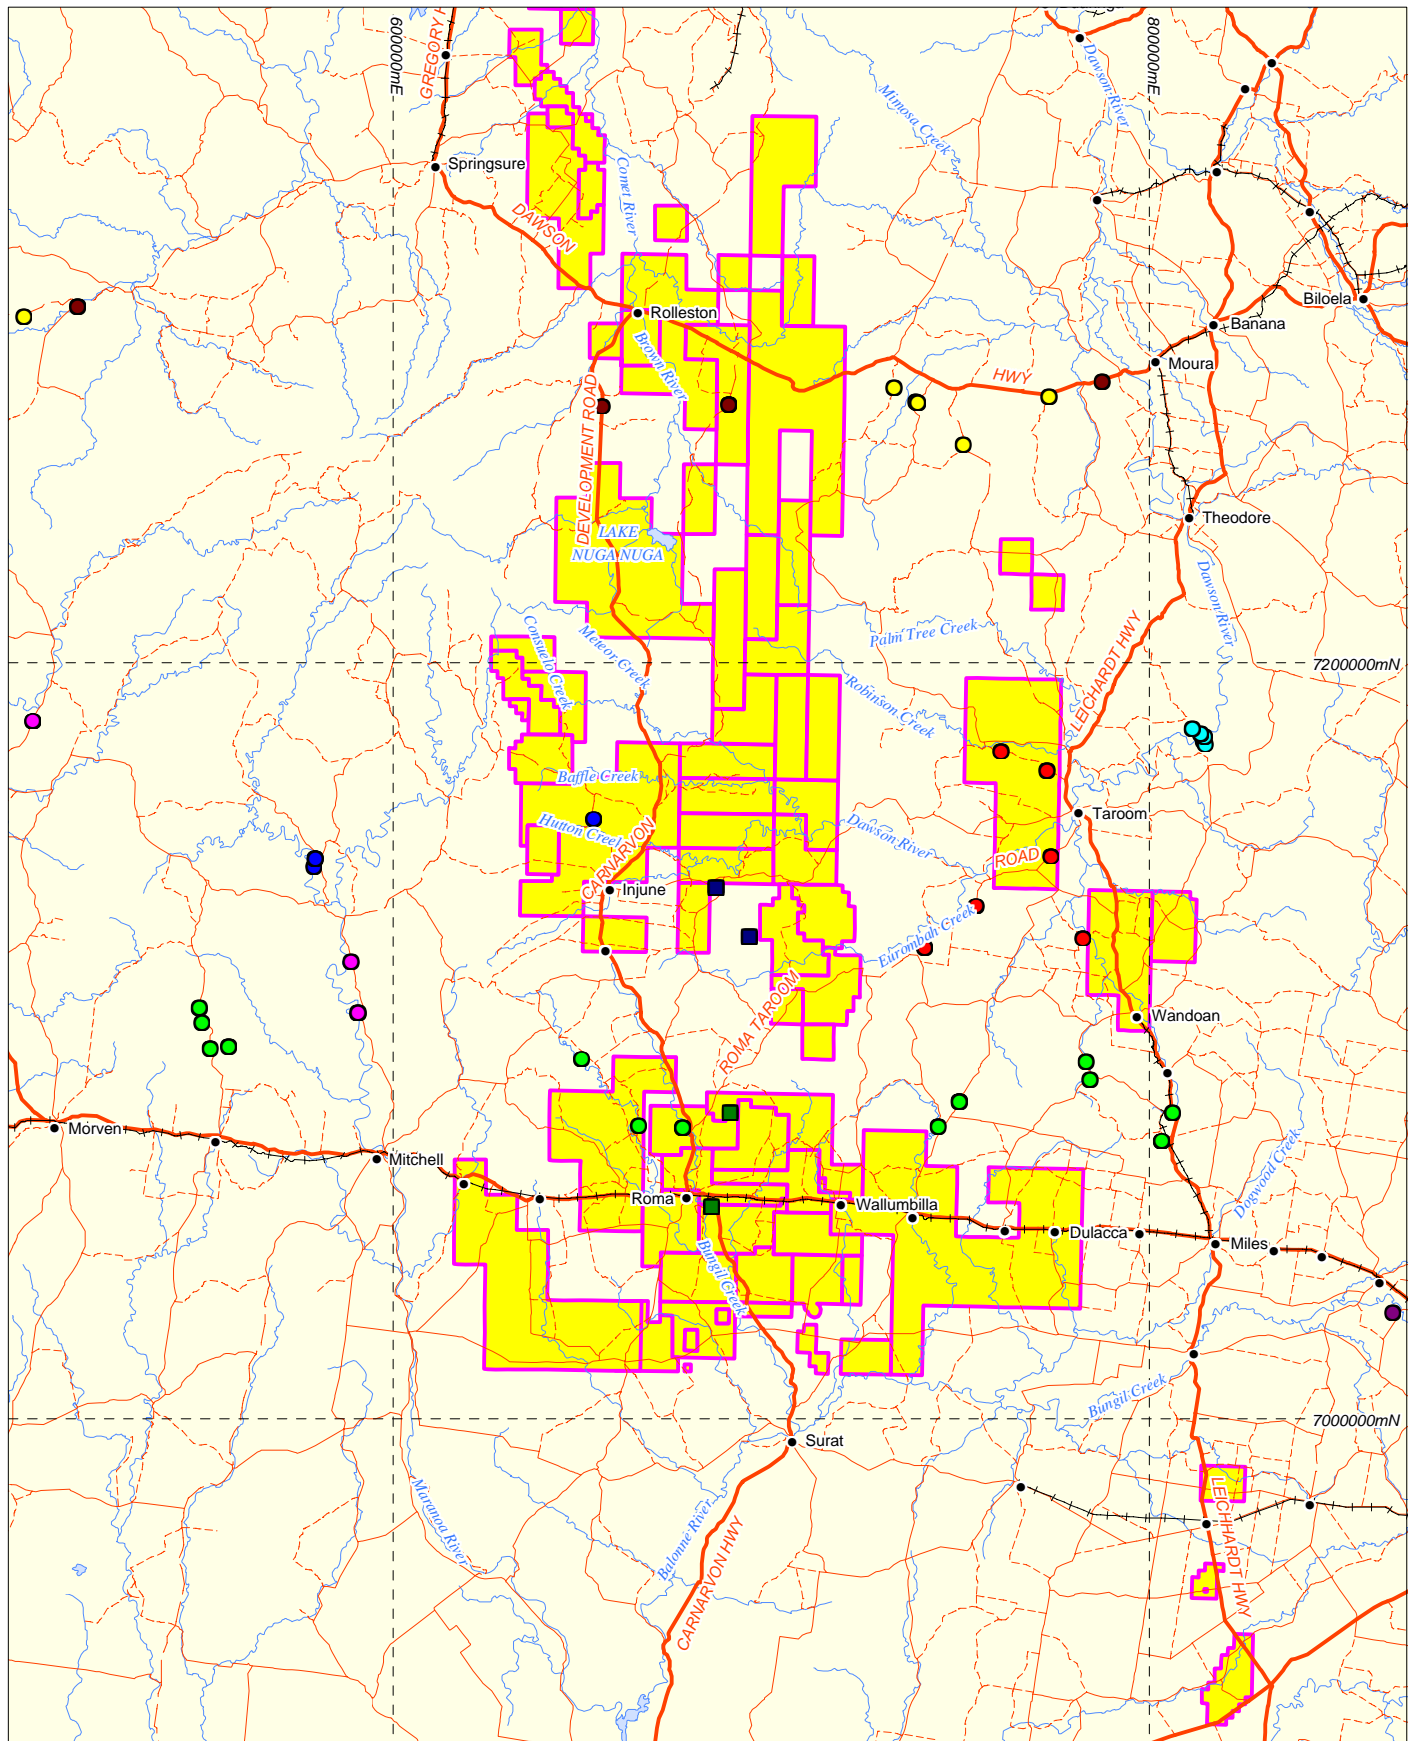 GREGORY H
600000mE
800000mE
Dawson River
Mimosa Creek
Springsure
Comet River
DAWSON
Rolleston
Biloela
Banana
Brown River
Moura
HWY
DEVELOPMENT ROAD
Theodore
LAKE
NUGA NUGA
Dawson River
Palm Tree Creek
Consuelo Creek
Meteor Creek
7200000mN
LEICHARDT HWY
Robinson Creek
Baffle Creek
Hutton Creek
Dawson River
Taroom
CARNARVON
ROAD
Injune
Eurombah Creek
ROMA TAROOM
Wandoan
Morven
Mitchell
Dogwood Creek
Roma
Wallumbilla
Dulacca
Miles
Bungil Creek
Bungil Creek
7000000mN
Surat
Maranoa River
Balonne River
CARNARVON HWY
LEICHHARDT HWY